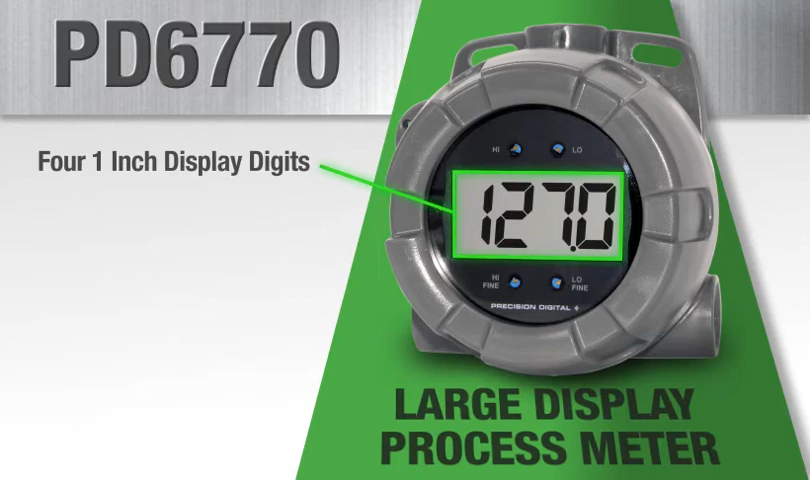 PD6770
Four 1 Inch Display Digits
HI LO
127.0
HI FINE
LO FINE
PRECISION DIGITAL
LARGE DISPLAY
PROCESS METER